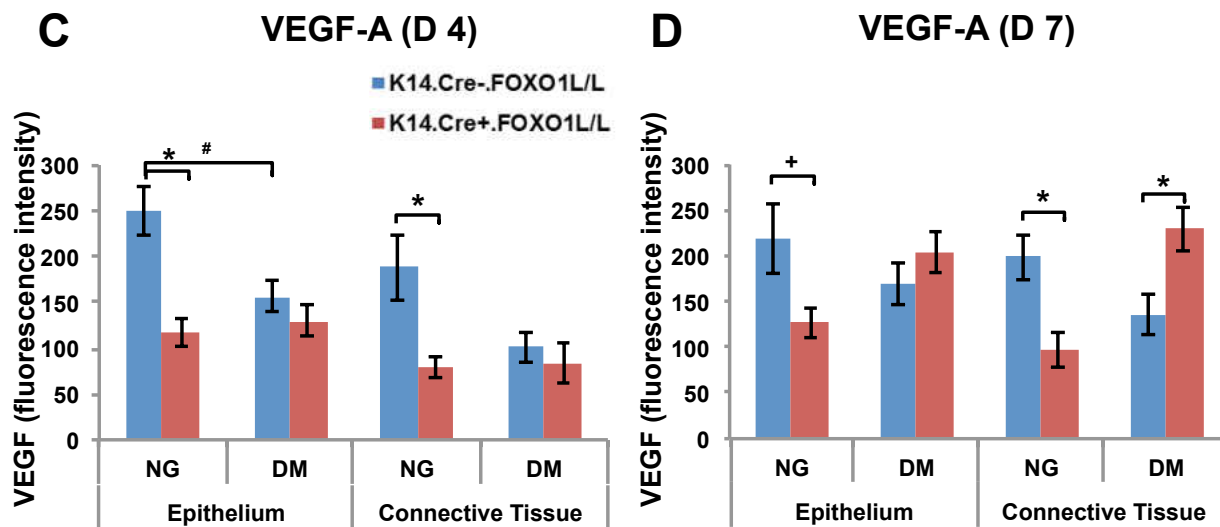 C VEGF-A (D 4)
K14.Cre-.FOXO1L/L
K14.Cre+.FOXO1L/L
VEGF (fluorescence intensity)
300
250
200
150
100
50
0
* # *
NG DM NG DM
Epithelium Connective Tissue
D VEGF-A (D 7)
VEGF (fluorescence intensity)
300
250
200
150
100
50
0
+ * *
NG DM NG DM
Epithelium Connective Tissue